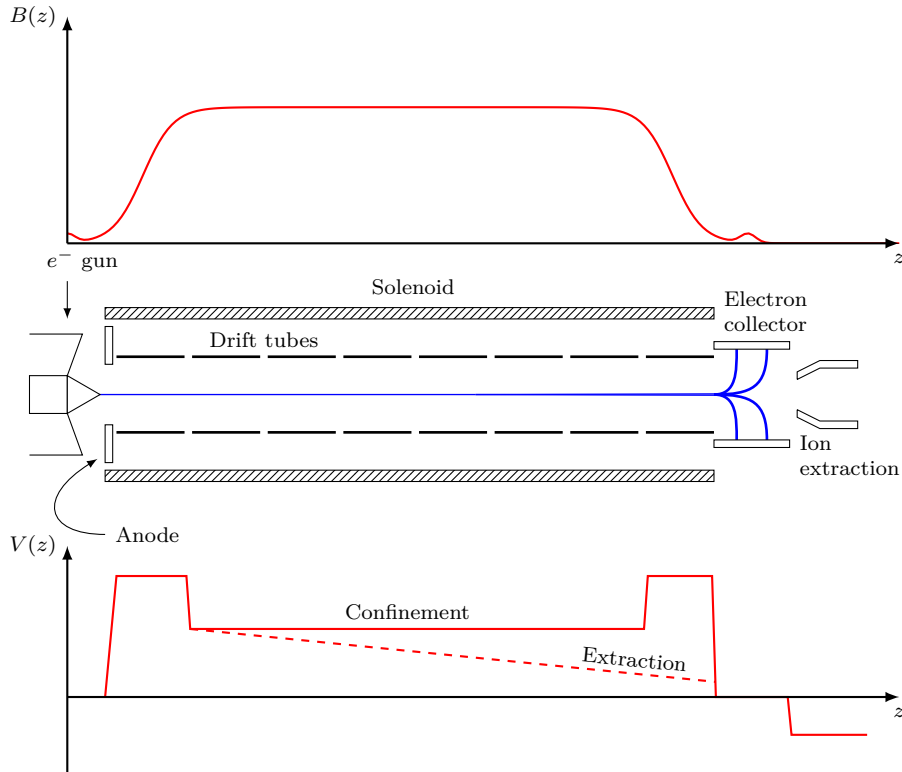 B(z)
z
e⁻ gun
Solenoid
Electron
collector
Drift tubes
Ion
extraction
Anode
V(z)
Confinement
Extraction
z